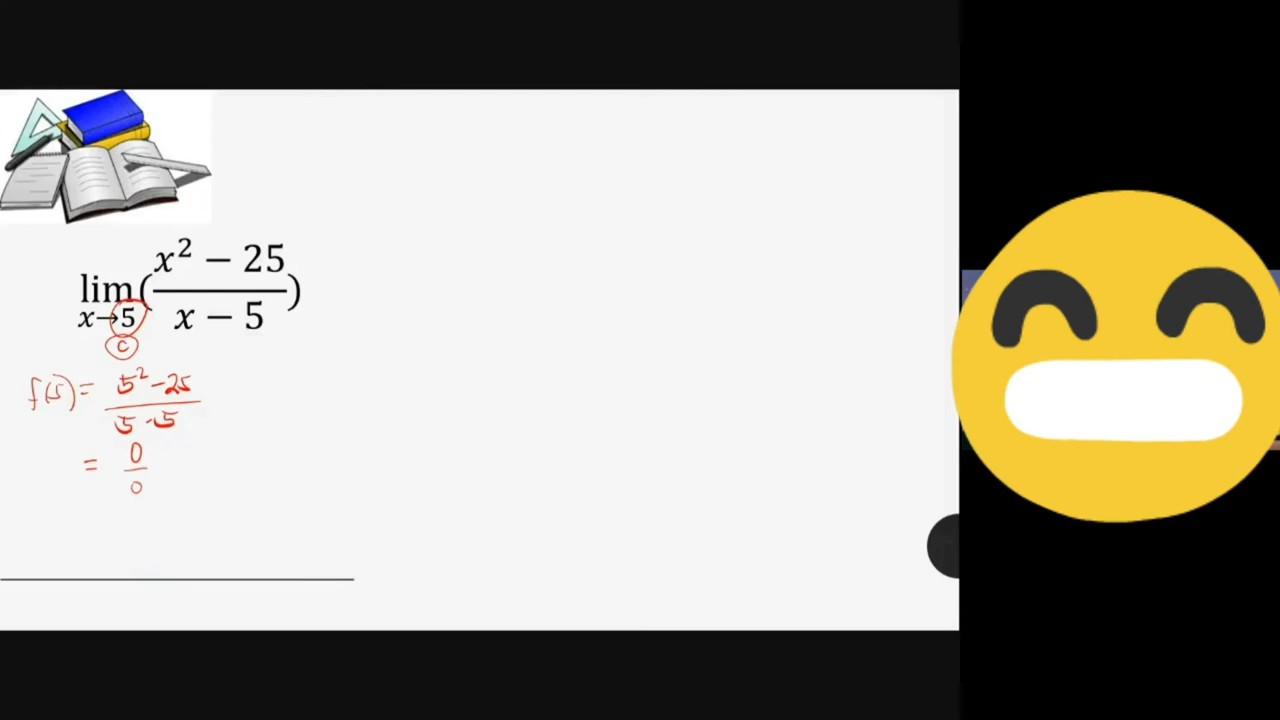 lim x→5 (x² − 25 / x − 5)
c
f(5) = 5² - 25 / 5 - 5
= 0 / 0